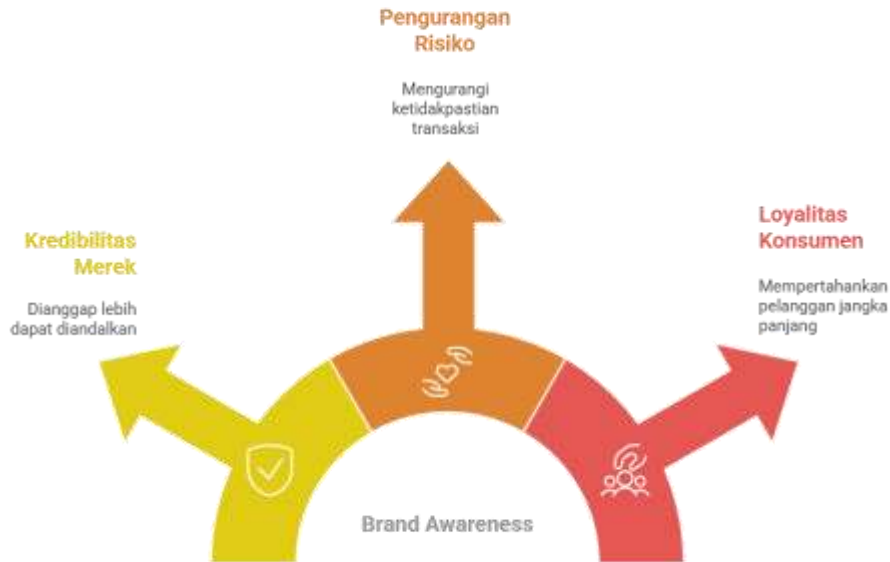 Pengurangan
Risiko
Mengurangi
ketidakpastian
transaksi
Kredibilitas
Merek
Dianggap lebih
dapat diandalkan
Loyalitas
Konsumen
Mempertahankan
pelanggan jangka
panjang
Brand Awareness